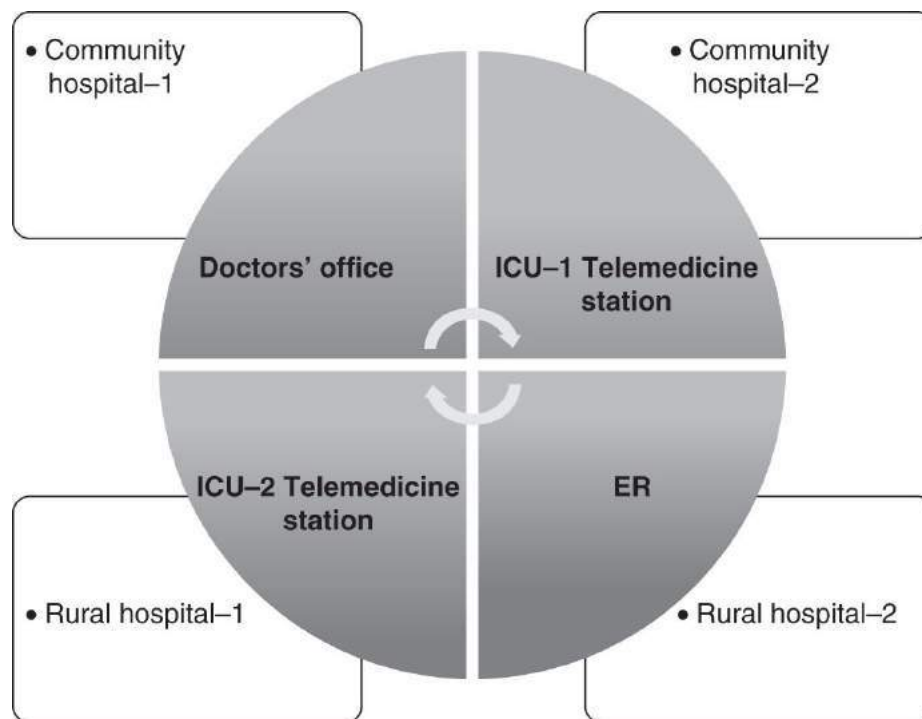 • Community
hospital–1
• Community
hospital–2
Doctors’ office
ICU–1 Telemedicine
station
ICU–2 Telemedicine
station
ER
• Rural hospital–1
• Rural hospital–2